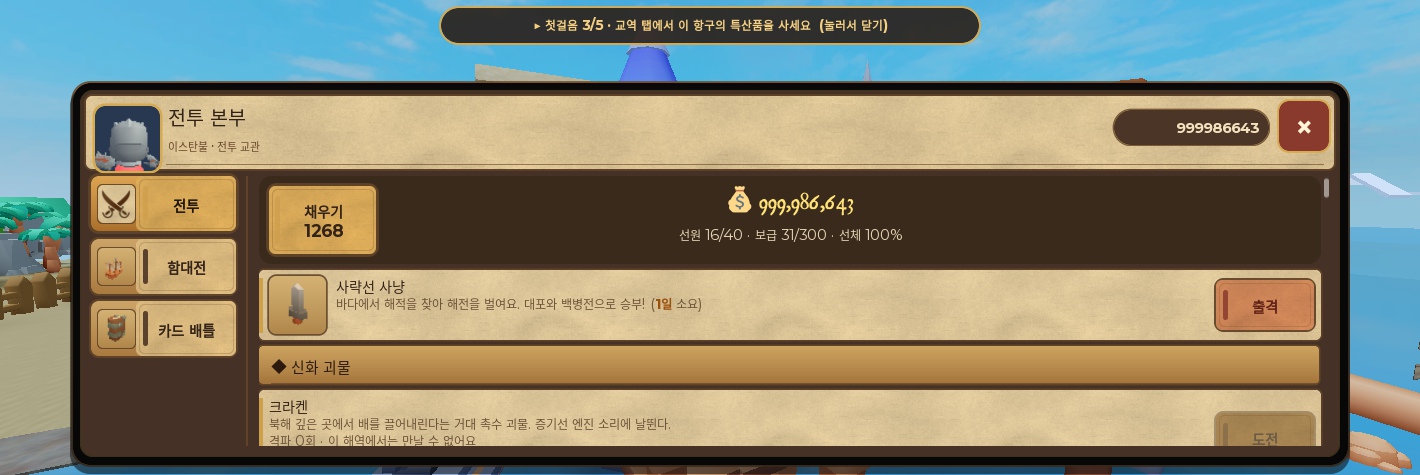 ▸ 첫걸음 3/5 · 교역 탭에서 이 항구의 특산품을 사세요 (눌러서 닫기)
전투 본부
이스탄불 · 전투 교관
999986643
×
전투
함대전
카드 배틀
채우기
1268
999,986,643
선원 16/40 · 보급 31/300 · 선체 100%
사략선 사냥
바다에서 해적을 찾아 해전을 벌여요. 대포와 백병전으로 승부! (1일 소요)
출격
◆ 신화 괴물
크라켄
북해 깊은 곳에서 배를 끌어내린다는 거대 촉수 괴물. 증기선 엔진 소리에 날뛴다.
격파 0회 · 이 해역에서는 만날 수 없어요
도전